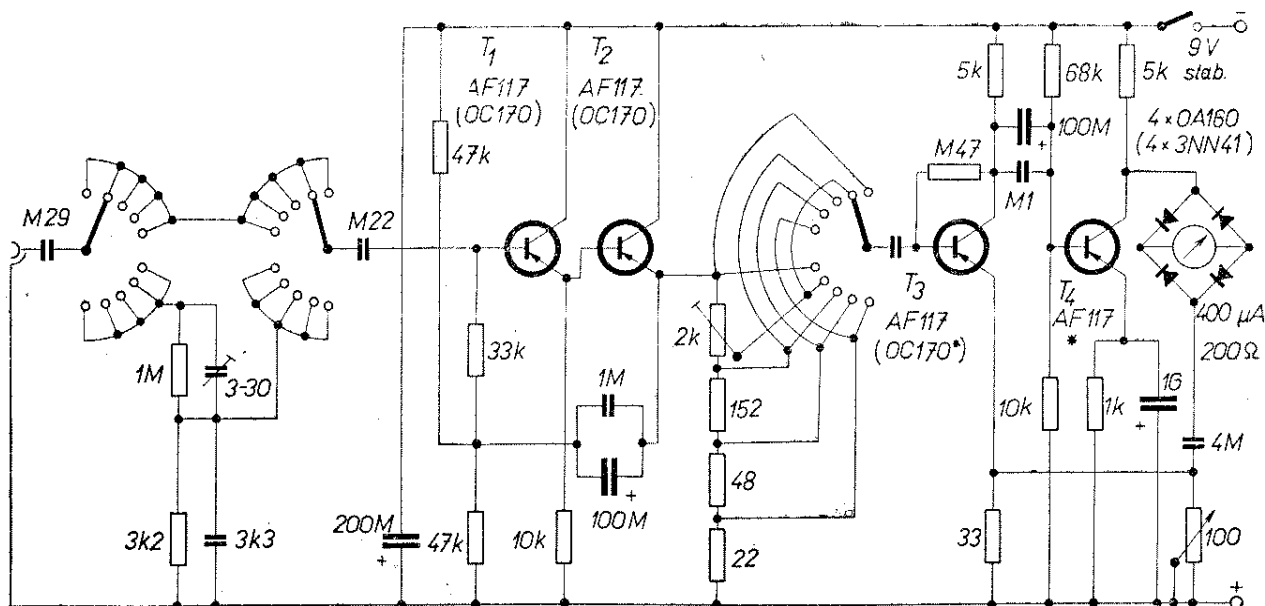 T1
AF117
(OC170)
T2
AF117
(OC170)
47k
M29
M22
1M
3-30
33k
1M
100M
+
3k2
3k3
200M
+
47k
10k
2k
152
48
22
5k
68k
5k
9V
stab.
−
100M
+
4×OA160
(4×3NN41)
M47
M1
T3
AF117
(OC170*)
T4
AF117
*
400 µA
200Ω
10k
1k
1G
+
4M
33
100
+